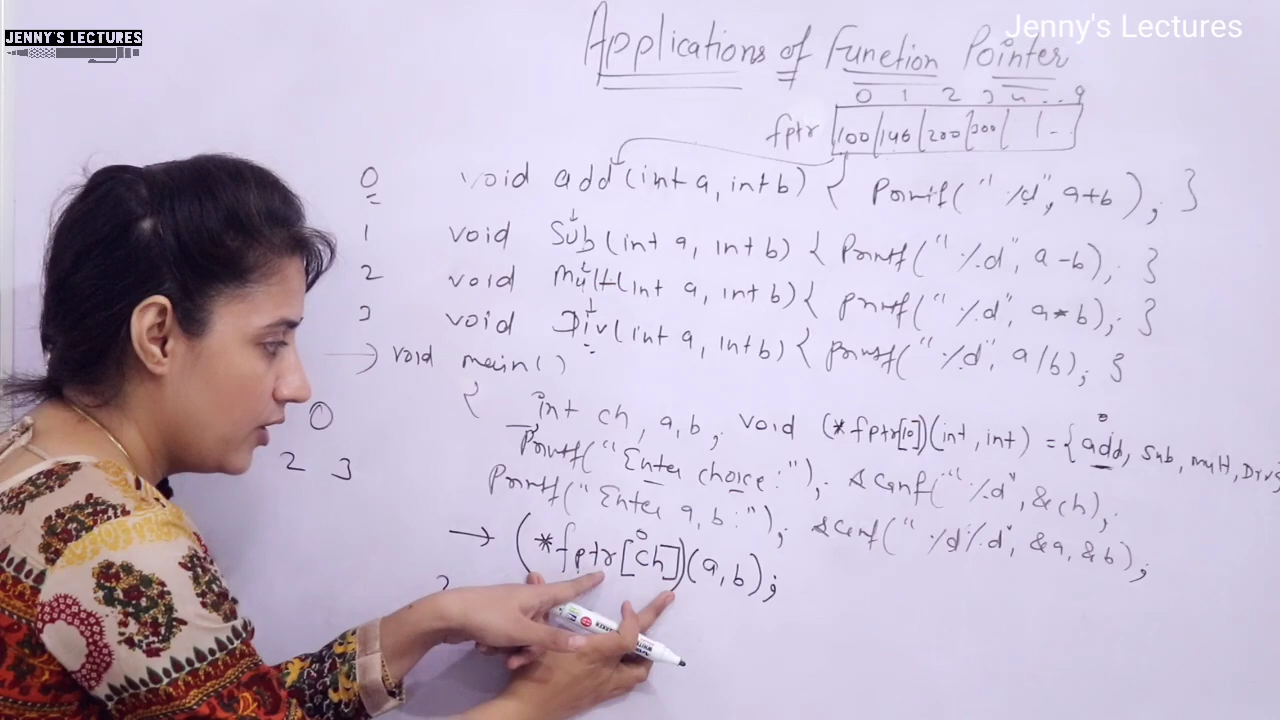 JENNY'S LECTURES
Jenny's Lectures
Applications of Function Pointer
0 1 2 3 4 .. 9
fptr 100 | 146 | 200 | 300 | | ..
0 void add(int a, int b) { Printf(" %d", a+b); }
1 void Sub(int a, int b) { Printf(" %d", a-b); }
2 void Mult(int a, int b) { printf(" %d", a*b); }
3 void Div(int a, int b) { printf(" %d", a/b); }
→ void main()
{ int ch, a, b; void (*fptr[10])(int, int) = {add, Sub, Mult, Div};
0
0
Printf("Enter choice:"); scanf("%d", &ch);
2 3
printf("Enter a, b:"); scanf("%d%d", &a, &b);
0
→ (*fptr[ch])(a, b);